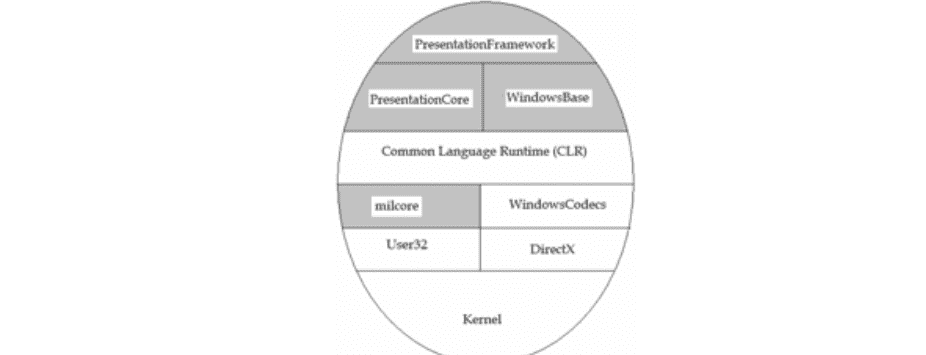 PresentationFramework
PresentationCore
WindowsBase
Common Language Runtime (CLR)
milcore
WindowsCodecs
User32
DirectX
Kernel